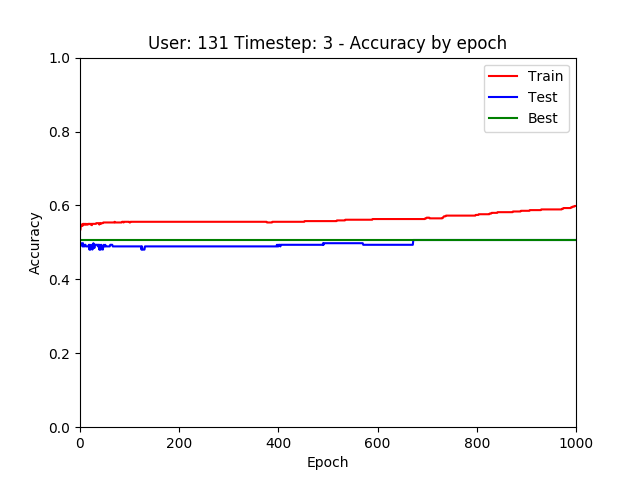 User: 131 Timestep: 3 - Accuracy by epoch
1.0
0.8
0.6
0.4
0.2
0.0
Accuracy
Train
Test
Best
0 200 400 600 800 1000
Epoch